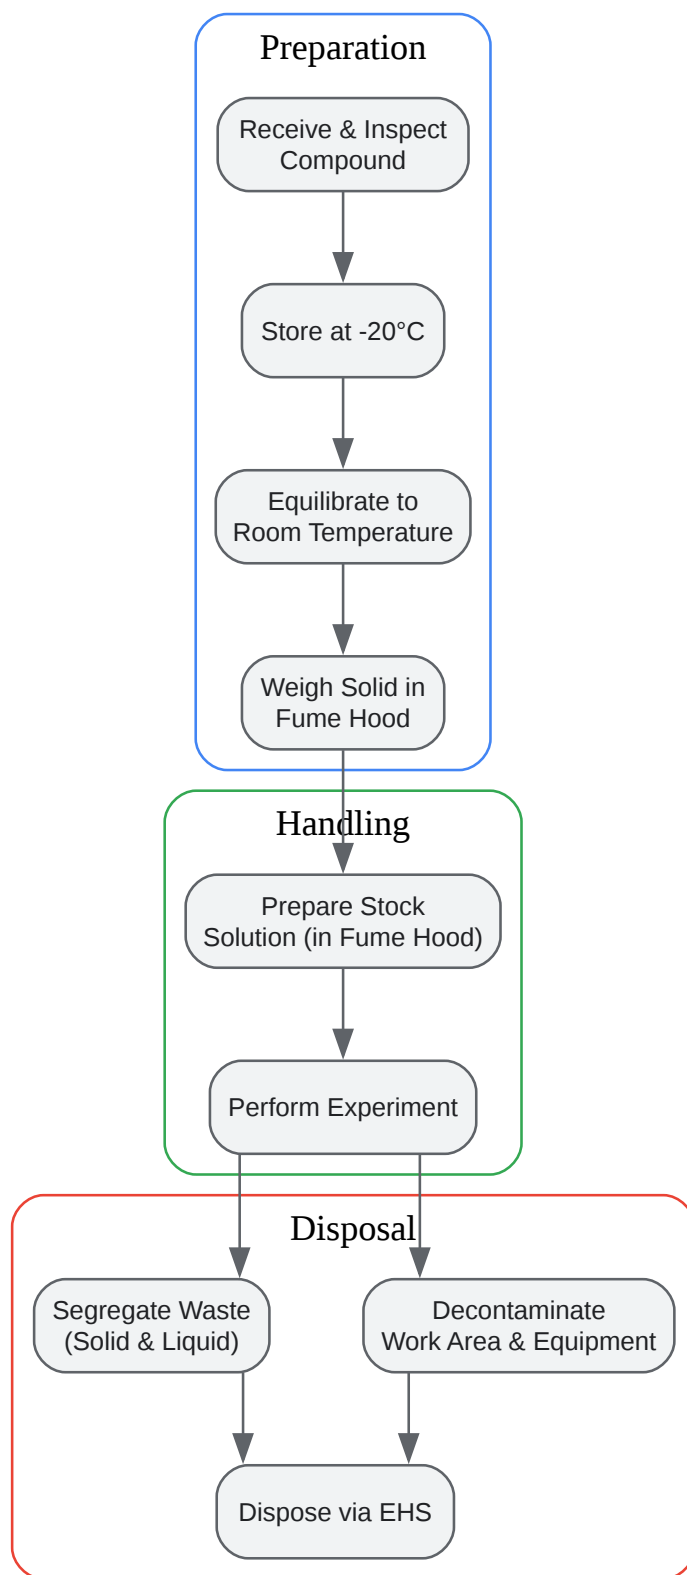 Preparation
Receive & Inspect
Compound
Store at -20°C
Equilibrate to
Room Temperature
Weigh Solid in
Fume Hood
Handling
Prepare Stock
Solution (in Fume Hood)
Perform Experiment
Disposal
Segregate Waste
(Solid & Liquid)
Decontaminate
Work Area & Equipment
Dispose via EHS